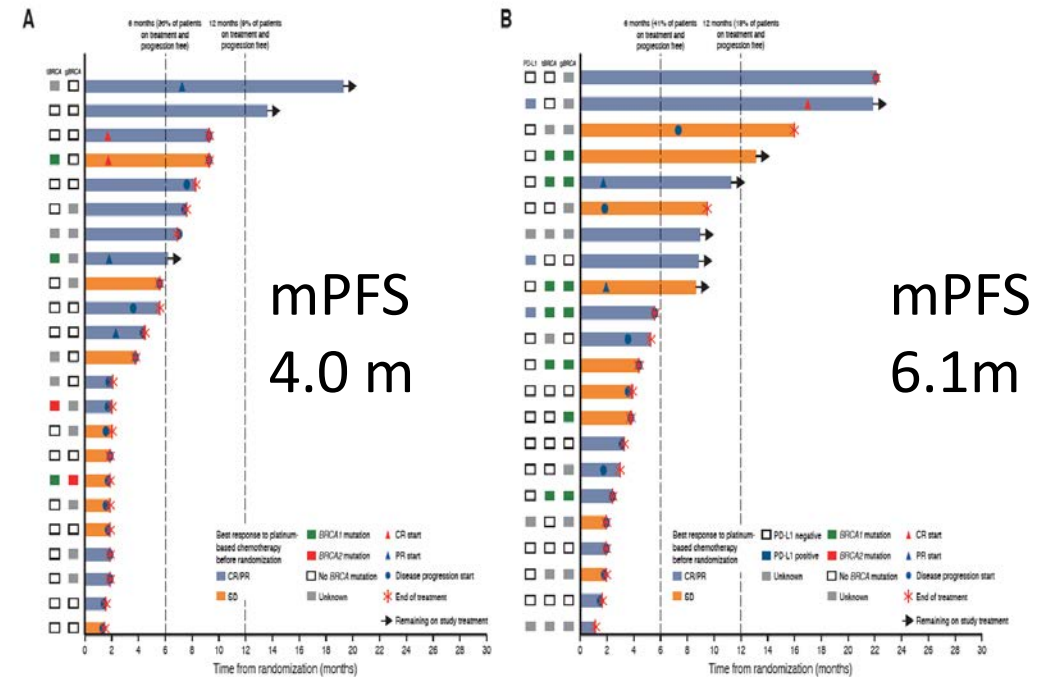 A
6 months (30% of patients
on treatment and
progression free)
12 months (9% of patients
on treatment and
progression free)
tBRCA gBRCA
mPFS
4.0 m
Best response to platinum-
based chemotherapy
before randomization
CR/PR
SD
BRCA1 mutation
BRCA2 mutation
No BRCA mutation
Unknown
CR start
PR start
Disease progression start
End of treatment
Remaining on study treatment
0 2 4 6 8 10 12 14 16 18 20 22 24 26 28 30
Time from randomization (months)
B
6 months (41% of patients
on treatment and
progression free)
12 months (18% of patients
on treatment and
progression free)
PD-L1 tBRCA gBRCA
mPFS
6.1m
Best response to platinum-
based chemotherapy
before randomization
CR/PR
SD
PD-L1 negative
PD-L1 positive
Unknown
BRCA1 mutation
BRCA2 mutation
No BRCA mutation
Unknown
CR start
PR start
Disease progression start
End of treatment
Remaining on study treatment
0 2 4 6 8 10 12 14 16 18 20 22 24 26 28 30
Time from randomization (months)